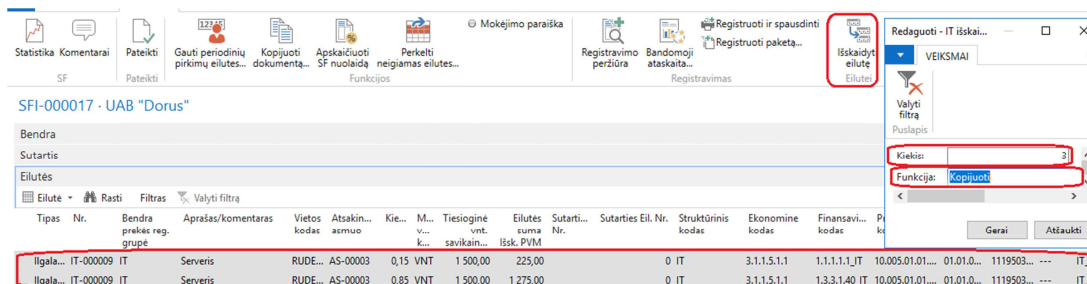 Statistika Komentarai
SF
Pateikti
Pateikti
Gauti periodinių pirkimų eilutes...
Kopijuoti dokumentą...
Apskaičiuoti SF nuolaidą
Perkelti neigiamas eilutes...
Funkcijos
Mokėjimo paraiška
Registravimo peržiūra
Bandomoji ataskaita...
Registruoti ir spausdinti
Registruoti paketą...
Registravimas
Išskaidyt eilutę
Eilutei
Redaguoti - IT išskai...
VEIKSMAI
Valyti filtrą
Puslapis
Kiekis: 3
Funkcija: Kopijuoti
Gerai Atšaukti
SFI-000017 · UAB "Dorus"
Bendra
Sutartis
Eilutės
Eilutė Rasti Filtras Valyti filtrą
Tipas Nr. Bendra prekės reg. grupė Aprašas/komentaras Vietos kodas Atsakin... asmuo Kie... M... v... k... Tiesioginė vnt. savikain... Eilutės suma Išsk. PVM Sutarti... Nr. Sutarties Eil. Nr. Struktūrinis kodas Ekonomine kodas Finansavi... kodas
Ilgala... IT-000009 IT Serveris RUDE... AS-00003 0,15 VNT 1 500,00 225,00 0 IT 3.1.1.5.1.1 1.1.1.1.1_IT 10.005.01.01.... 01.01.0... 1119503... --- IT_
Ilgala... IT-000009 IT Serveris RUDE... AS-00003 0,85 VNT 1 500,00 1 275,00 0 IT 3.1.1.5.1.1 1.3.3.1.40 IT 10.005.01.01.... 01.01.0... 1119503... --- IT